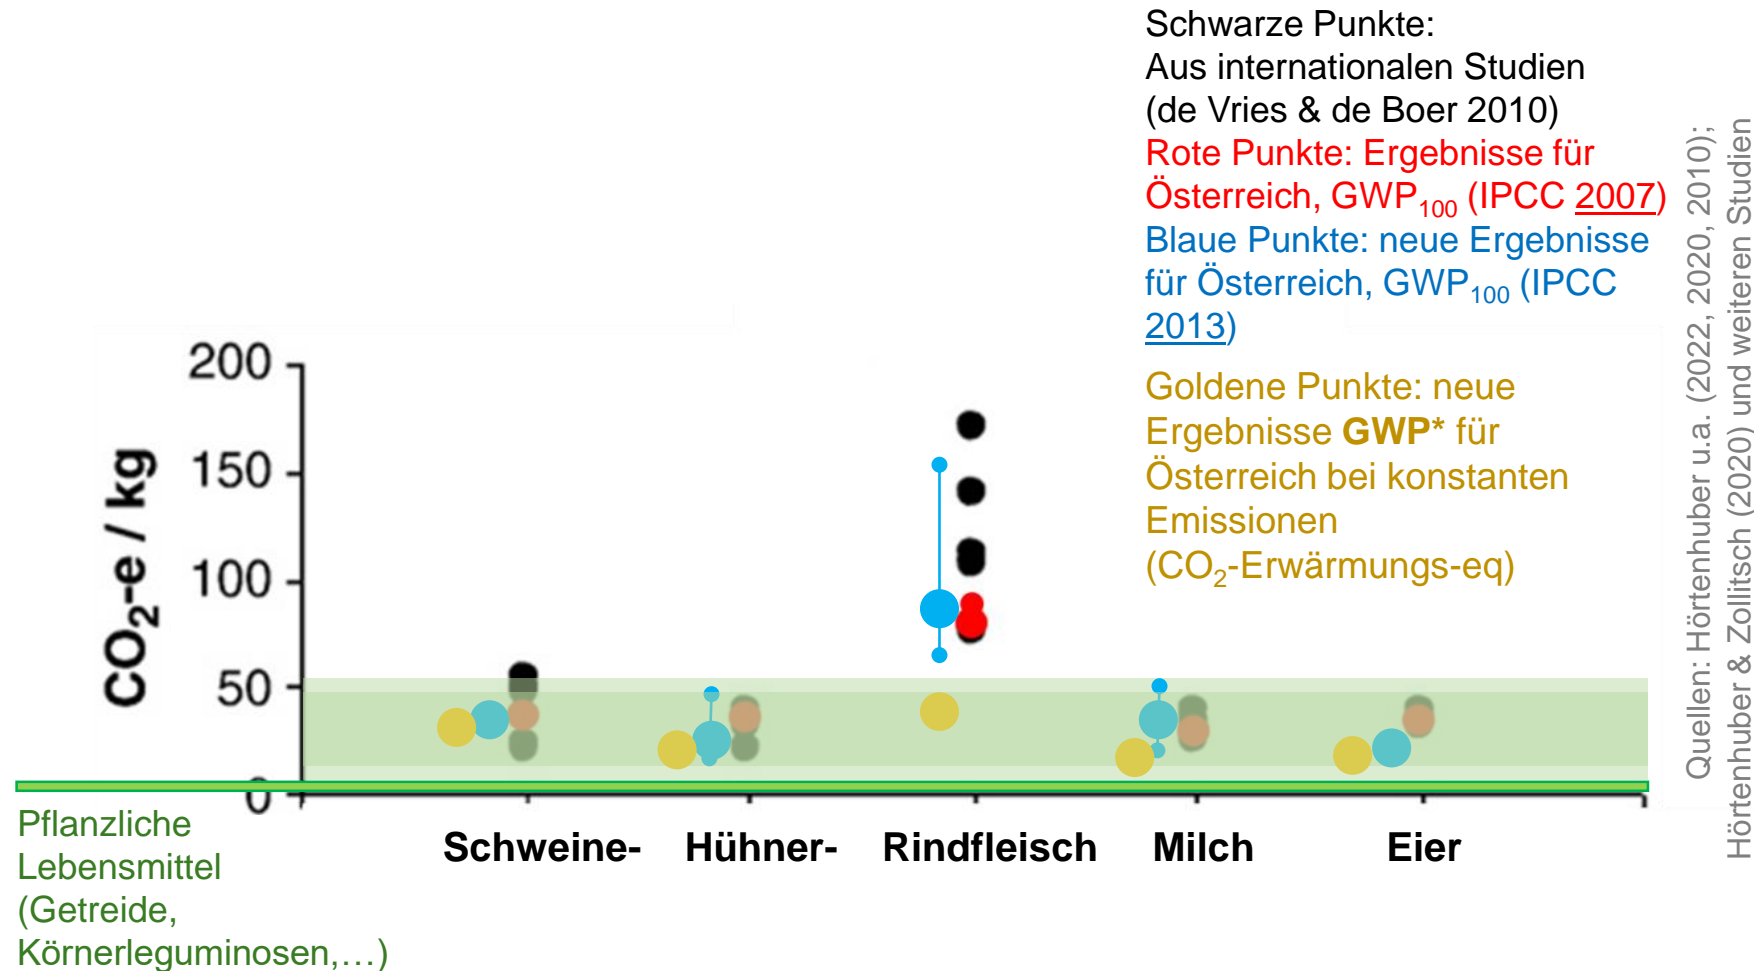 Schwarze Punkte:
Aus internationalen Studien
(de Vries & de Boer 2010)
Rote Punkte: Ergebnisse für
Österreich, GWP₁₀₀ (IPCC 2007)
Blaue Punkte: neue Ergebnisse
für Österreich, GWP₁₀₀ (IPCC
2013)
Goldene Punkte: neue
Ergebnisse GWP* für
Österreich bei konstanten
Emissionen
(CO₂-Erwärmungs-eq)
Quellen: Hörtenhuber u.a. (2022, 2020, 2010);
Hörtenhuber & Zollitsch (2020) und weiteren Studien
CO₂-e / kg
200
150
100
50
0
Schweine- Hühner- Rindfleisch Milch Eier
Pflanzliche
Lebensmittel
(Getreide,
Körnerleguminosen,…)